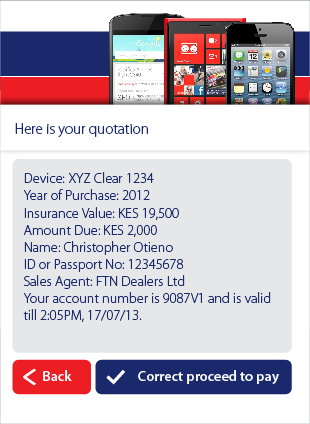 Here is your quotation
Device: XYZ Clear 1234
Year of Purchase: 2012
Insurance Value: KES 19,500
Amount Due: KES 2,000
Name: Christopher Otieno
ID or Passport No: 12345678
Sales Agent: FTN Dealers Ltd
Your account number is 9087V1 and is valid
till 2:05PM, 17/07/13.
Back
Correct proceed to pay